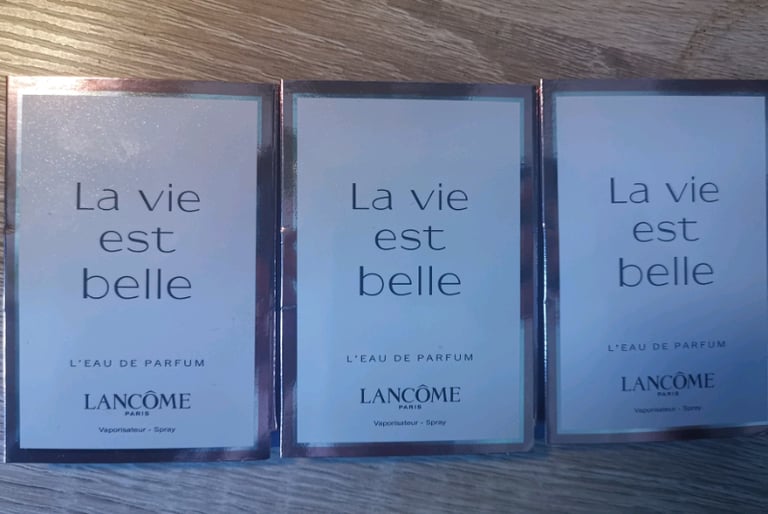 La vie
est
belle
L'EAU DE PARFUM
LANCÔME
PARIS
Vaporisateur - Spray
La vie
est
belle
L'EAU DE PARFUM
LANCÔME
PARIS
Vaporisateur - Spray
La vie
est
belle
L'EAU DE PARFUM
LANCÔME
PARIS
Vaporisateur - Spray